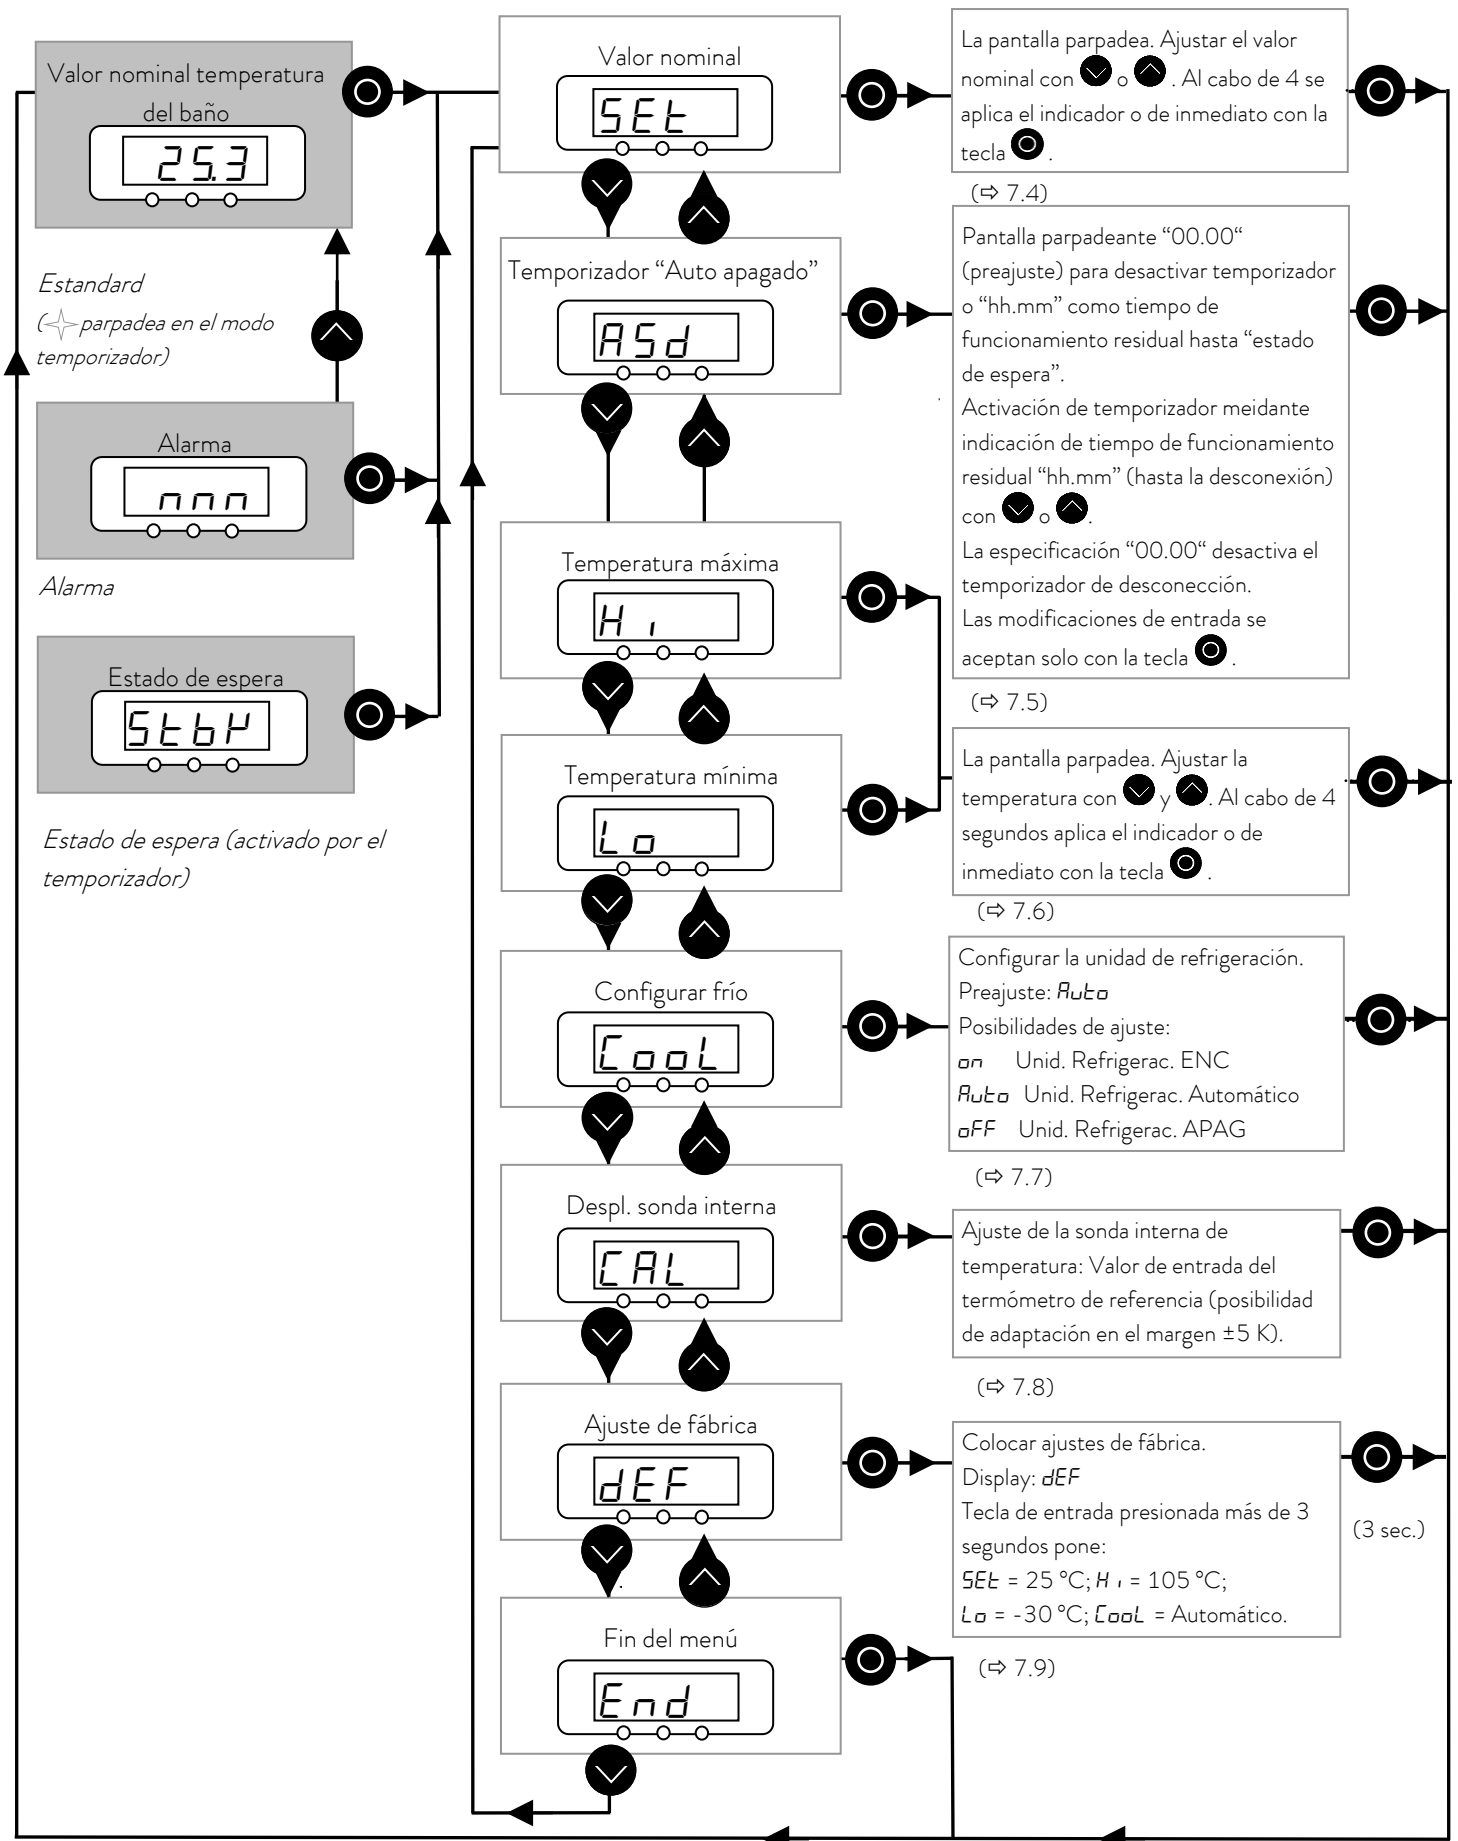 Valor nominal temperatura
del baño
25.3
Estandard
( parpadea en el modo
temporizador)
Alarma
nnn
Alarma
Estado de espera
StbY
Estado de espera (activado por el
temporizador)
Valor nominal
SEt
Temporizador “Auto apagado”
ASd
Temperatura máxima
Hi
Temperatura mínima
Lo
Configurar frío
CooL
Despl. sonda interna
CAL
Ajuste de fábrica
dEF
Fin del menú
End
La pantalla parpadea. Ajustar el valor
nominal con o . Al cabo de 4 se
aplica el indicador o de inmediato con la
tecla .
(⇨ 7.4)
Pantalla parpadeante “00.00“
(preajuste) para desactivar temporizador
o “hh.mm” como tiempo de
funcionamiento residual hasta “estado
de espera”.
Activación de temporizador meidante
indicación de tiempo de funcionamiento
residual “hh.mm” (hasta la desconexión)
con o .
La especificación “00.00“ desactiva el
temporizador de desconección.
Las modificaciones de entrada se
aceptan solo con la tecla .
(⇨ 7.5)
La pantalla parpadea. Ajustar la
temperatura con y . Al cabo de 4
segundos aplica el indicador o de
inmediato con la tecla .
(⇨ 7.6)
Configurar la unidad de refrigeración.
Preajuste: Auto
Posibilidades de ajuste:
on Unid. Refrigerac. ENC
Auto Unid. Refrigerac. Automático
oFF Unid. Refrigerac. APAG
(⇨ 7.7)
Ajuste de la sonda interna de
temperatura: Valor de entrada del
termómetro de referencia (posibilidad
de adaptación en el margen ±5 K).
(⇨ 7.8)
Colocar ajustes de fábrica.
Display: dEF
Tecla de entrada presionada más de 3
segundos pone:
SEt = 25 °C; Hi = 105 °C;
Lo = -30 °C; CooL = Automático.
(3 sec.)
(⇨ 7.9)